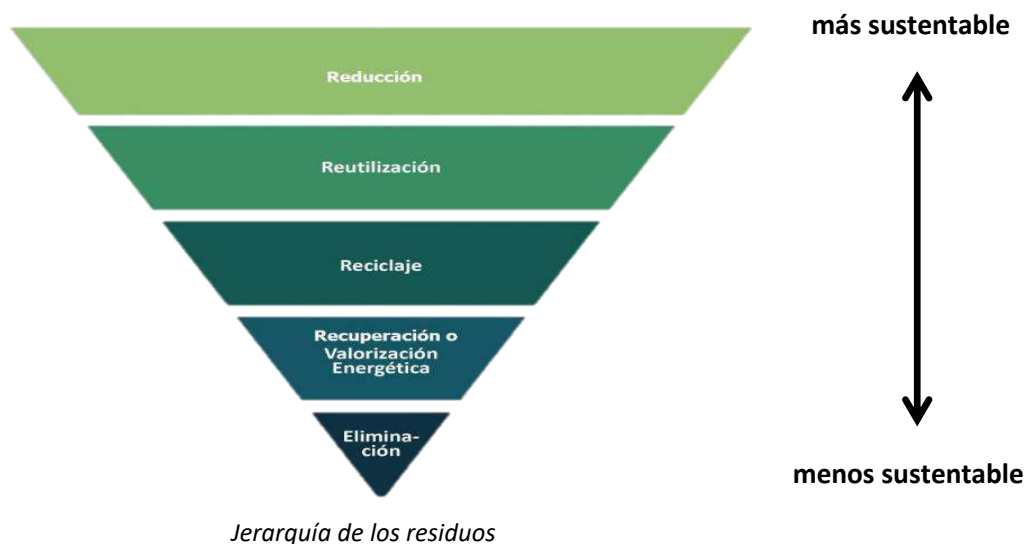 más sustentable
Reducción
Reutilización
Reciclaje
Recuperación o
Valorización
Energética
Elimina-
ción
menos sustentable
Jerarquía de los residuos